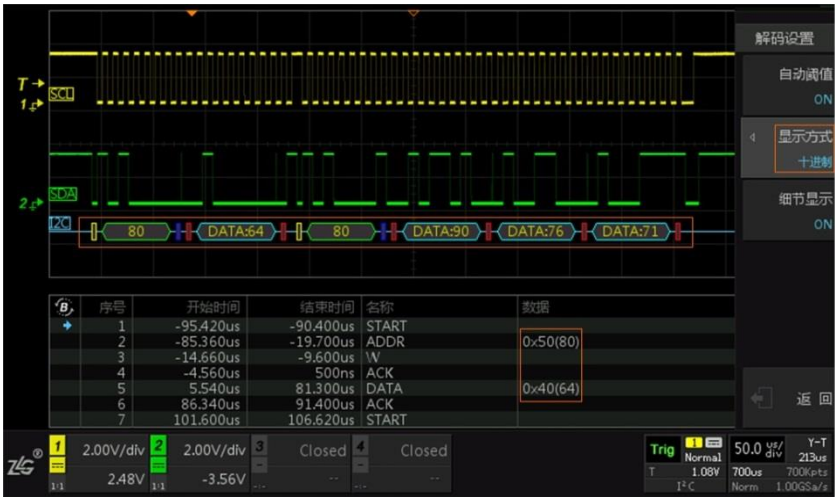 解码设置
自动阈值
ON
显示方式
十进制
细节显示
ON
返回
T
1
SCL
2
SDA
I2C
80 DATA:64 80 DATA:90 DATA:76 DATA:71
B 序号 开始时间 结束时间 名称 数据
1 -95.420us -90.400us START
2 -85.360us -19.700us ADDR 0x50(80)
3 -14.660us -9.600us W
4 -4.560us 500ns ACK
5 5.540us 81.300us DATA 0x40(64)
6 86.340us 91.400us ACK
7 101.600us 106.620us START
ZLG®
1 2.00V/div 2 2.00V/div 3 Closed 4 Closed
1:1 2.48V 1:1 -3.56V -:- -- -:- --
Trig 1 Normal 50.0 us/div Y-T 213us
T 1.08V 700us 700Kpts
I²C Norm 1.00GSa/s